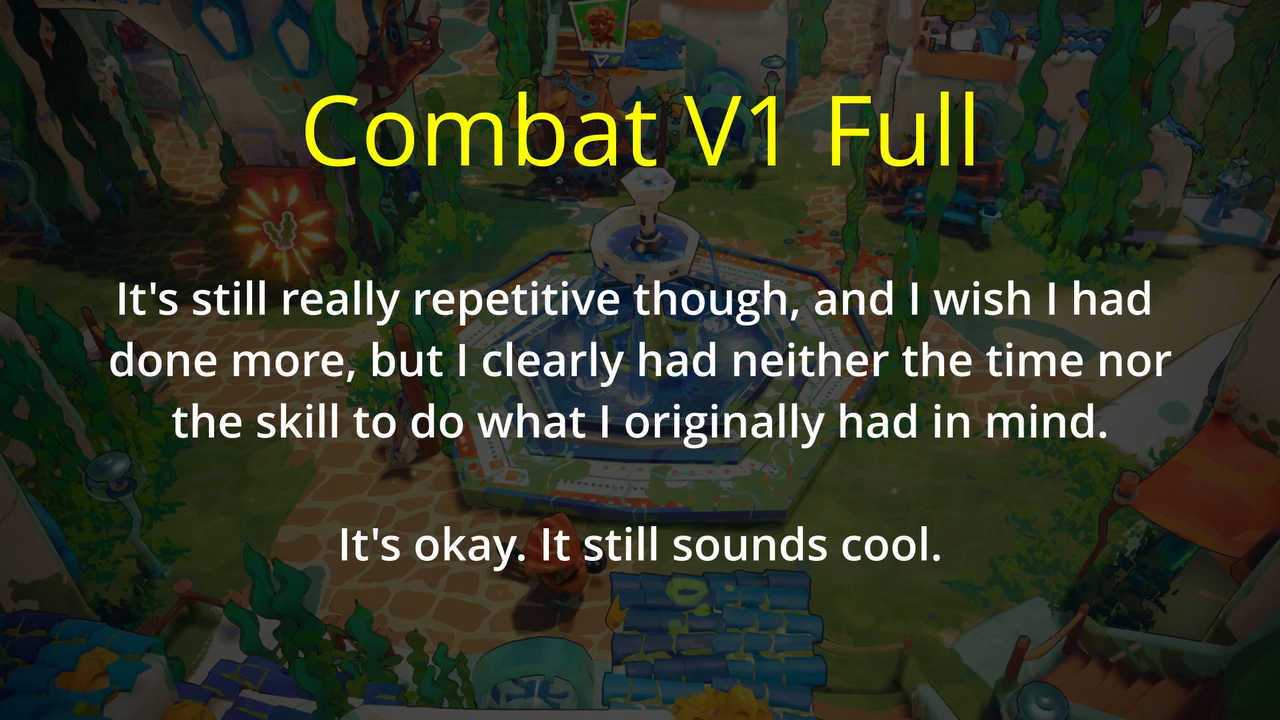 Combat V1 Full
It's still really repetitive though, and I wish I had
done more, but I clearly had neither the time nor
the skill to do what I originally had in mind.
It's okay. It still sounds cool.